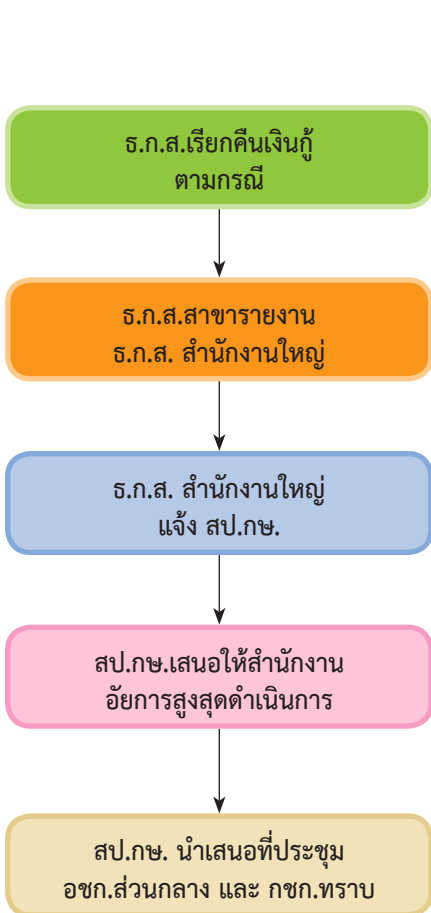 ธ.ก.ส.เรียกคืนเงินกู้
ตามกรณี
ธ.ก.ส.สาขารายงาน
ธ.ก.ส. สำนักงานใหญ่
ธ.ก.ส. สำนักงานใหญ่
แจ้ง สป.กษ.
สป.กษ.เสนอให้สำนักงาน
อัยการสูงสุดดำเนินการ
สป.กษ. นำเสนอที่ประชุม
อชก.ส่วนกลาง และ กชก.ทราบ